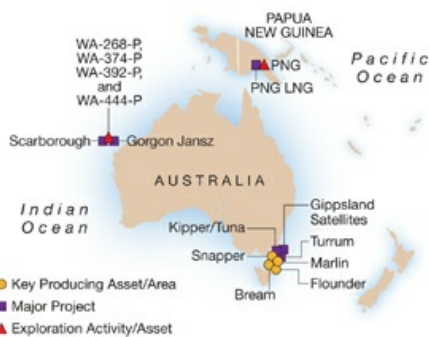 PAPUA
NEW GUINEA
WA-268-P,
WA-374-P
WA-392-P,
and
WA-444-P
PNG
PNG LNG
Pacific
Ocean
Scarborough
Gorgon Jansz
AUSTRALIA
Indian
Ocean
Gippsland
Satellites
Kipper/Tuna
Turrum
Snapper
Marlin
Flounder
Bream
Key Producing Asset/Area
Major Project
Exploration Activity/Asset